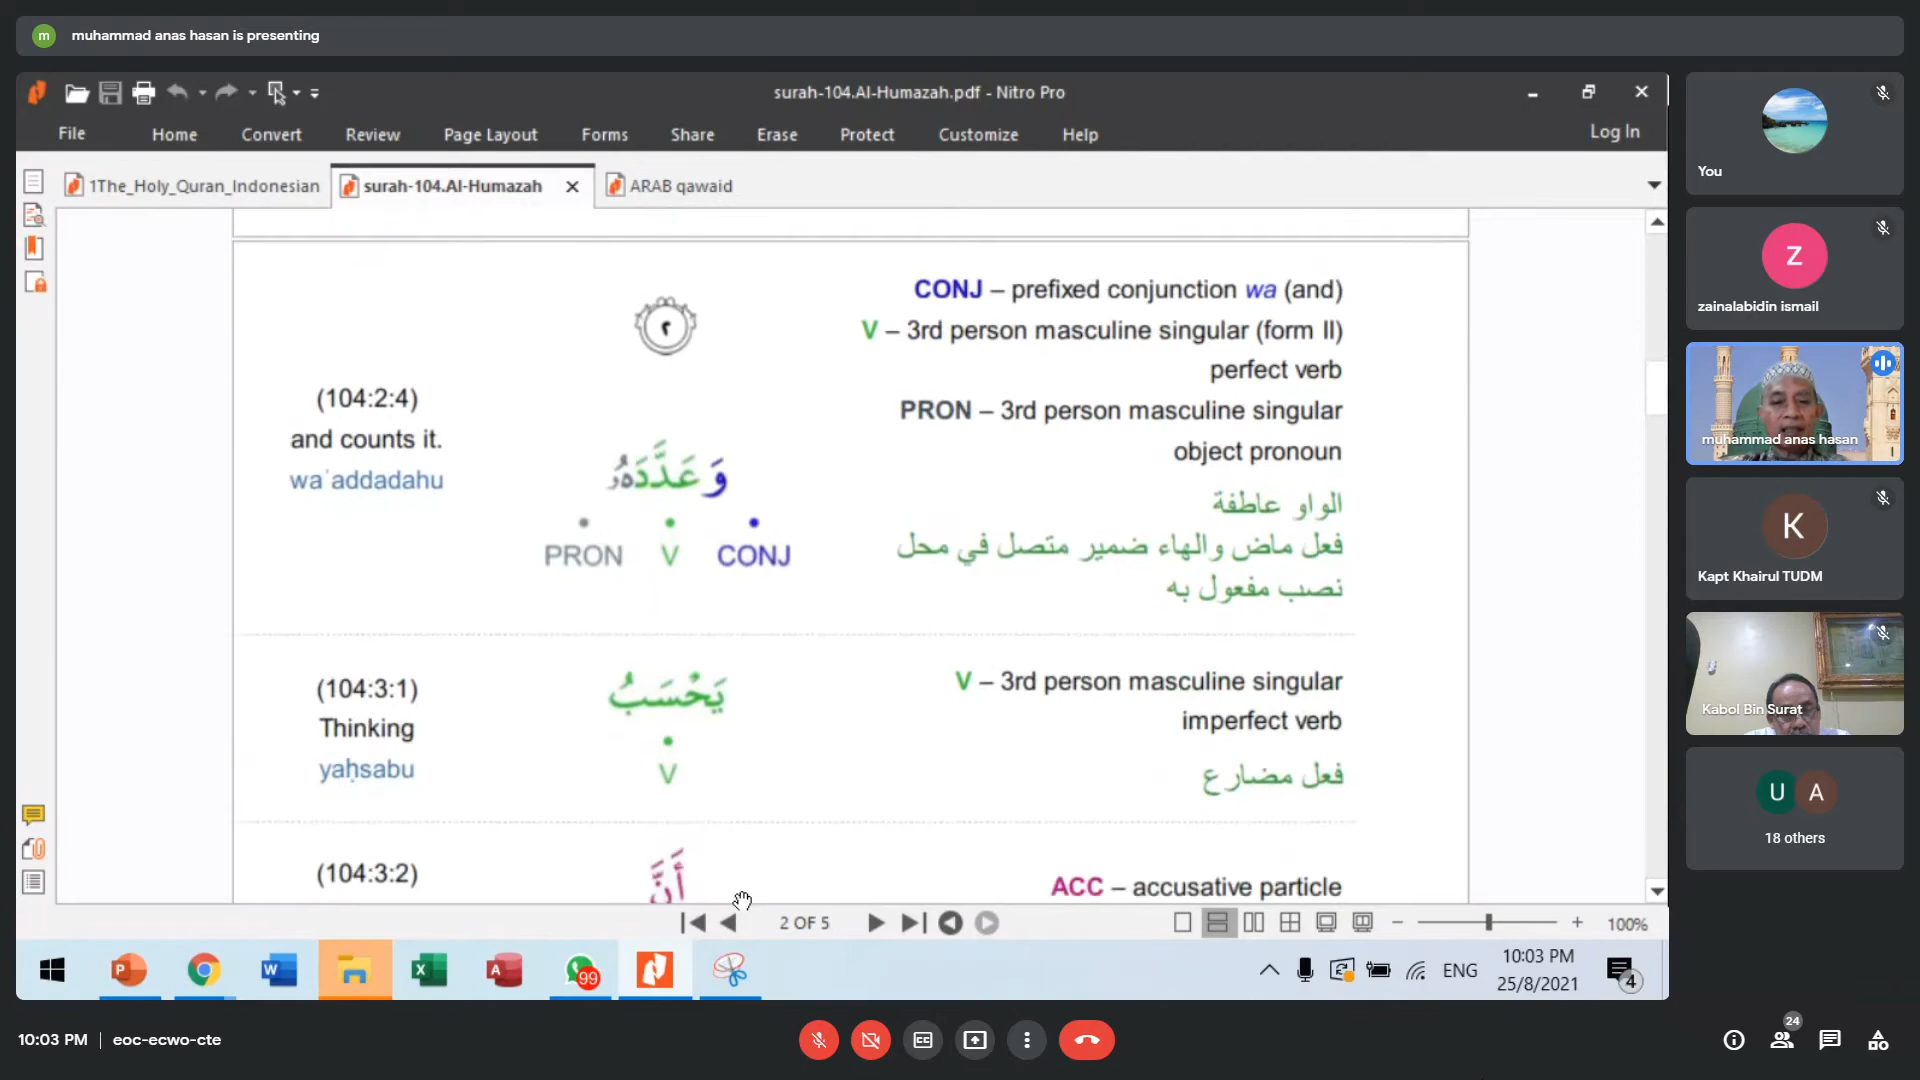 m muhammad anas hasan is presenting
surah-104.Al-Humazah.pdf - Nitro Pro
File Home Convert Review Page Layout Forms Share Erase Protect Customize Help Log In
1The_Holy_Quran_Indonesian surah-104.Al-Humazah ARAB qawaid
(104:2:4)
and counts it.
waʿaddadahu
٢
وَعَدَّدَهُۥ
PRON V CONJ
CONJ – prefixed conjunction wa (and)
V – 3rd person masculine singular (form II)
perfect verb
PRON – 3rd person masculine singular
object pronoun
الواو عاطفة
فعل ماض والهاء ضمير متصل في محل
نصب مفعول به
(104:3:1)
Thinking
yaḥsabu
يَحْسَبُ
V
V – 3rd person masculine singular
imperfect verb
فعل مضارع
(104:3:2)
أَنَّ
ACC – accusative particle
2 OF 5
100%
99
ENG
10:03 PM
25/8/2021
4
You
Z
zainalabidin ismail
muhammad anas hasan
K
Kapt Khairul TUDM
Kabol Bin Surat
U A
18 others
10:03 PM | eoc-ecwo-cte
24